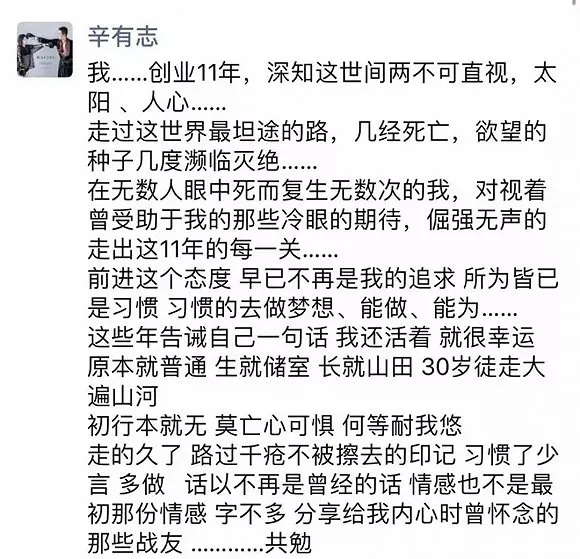 辛有志
我……创业11年，深知这世间两不可直视，太
阳 、人心……
走过这世界最坦途的路，几经死亡，欲望的
种子几度濒临灭绝……
在无数人眼中死而复生无数次的我，对视着
曾受助于我的那些冷眼的期待，倔强无声的
走出这11年的每一关……
前进这个态度 早已不再是我的追求 所为皆已
是习惯 习惯的去做梦想、能做、能为……
这些年告诫自己一句话 我还活着 就很幸运
原本就普通 生就储室 长就山田 30岁徒走大
遍山河
初行本就无 莫亡心可惧 何等耐我悠
走的久了 路过千疮不被擦去的印记 习惯了少
言 多做 话以不再是曾经的话 情感也不是最
初那份情感 字不多 分享给我内心时曾怀念的
那些战友 …………共勉